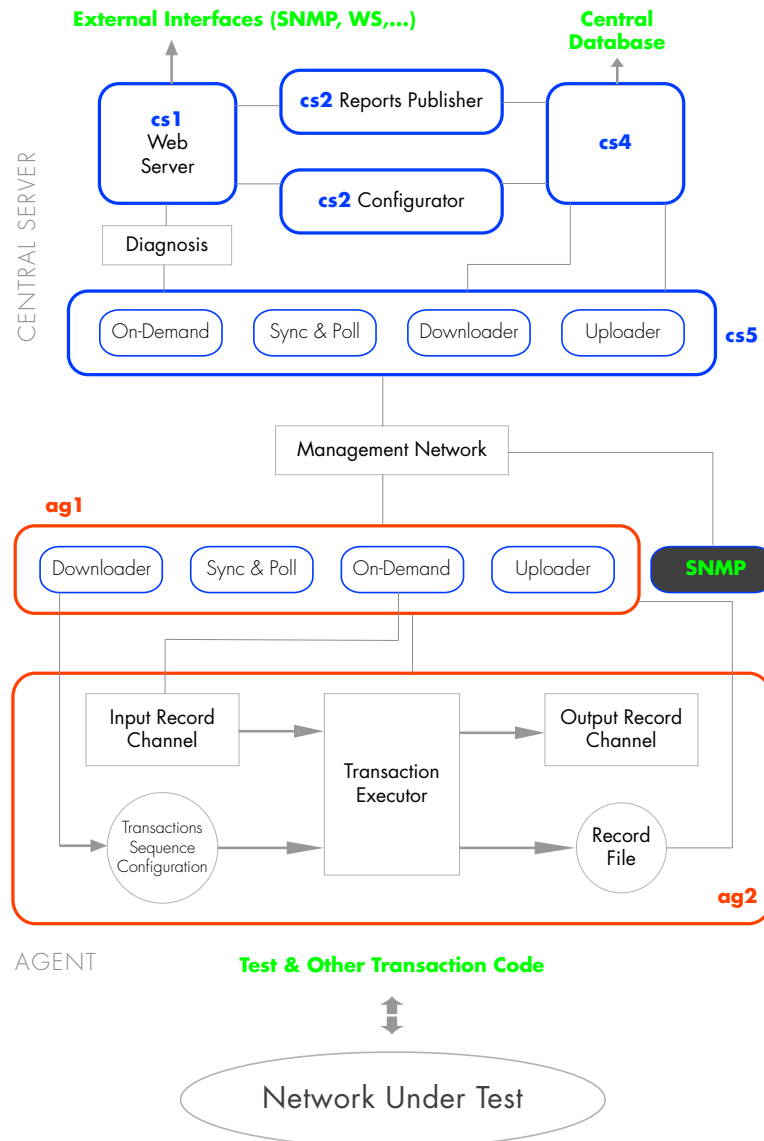 External Interfaces (SNMP, WS,...)
Central
Database
CENTRAL SERVER
cs1
Web
Server
cs2 Reports Publisher
cs4
cs2 Configurator
Diagnosis
On-Demand
Sync & Poll
Downloader
Uploader
cs5
Management Network
ag1
Downloader
Sync & Poll
On-Demand
Uploader
SNMP
Input Record
Channel
Transaction
Executor
Output Record
Channel
Transactions
Sequence
Configuration
Record
File
ag2
AGENT
Test & Other Transaction Code
Network Under Test